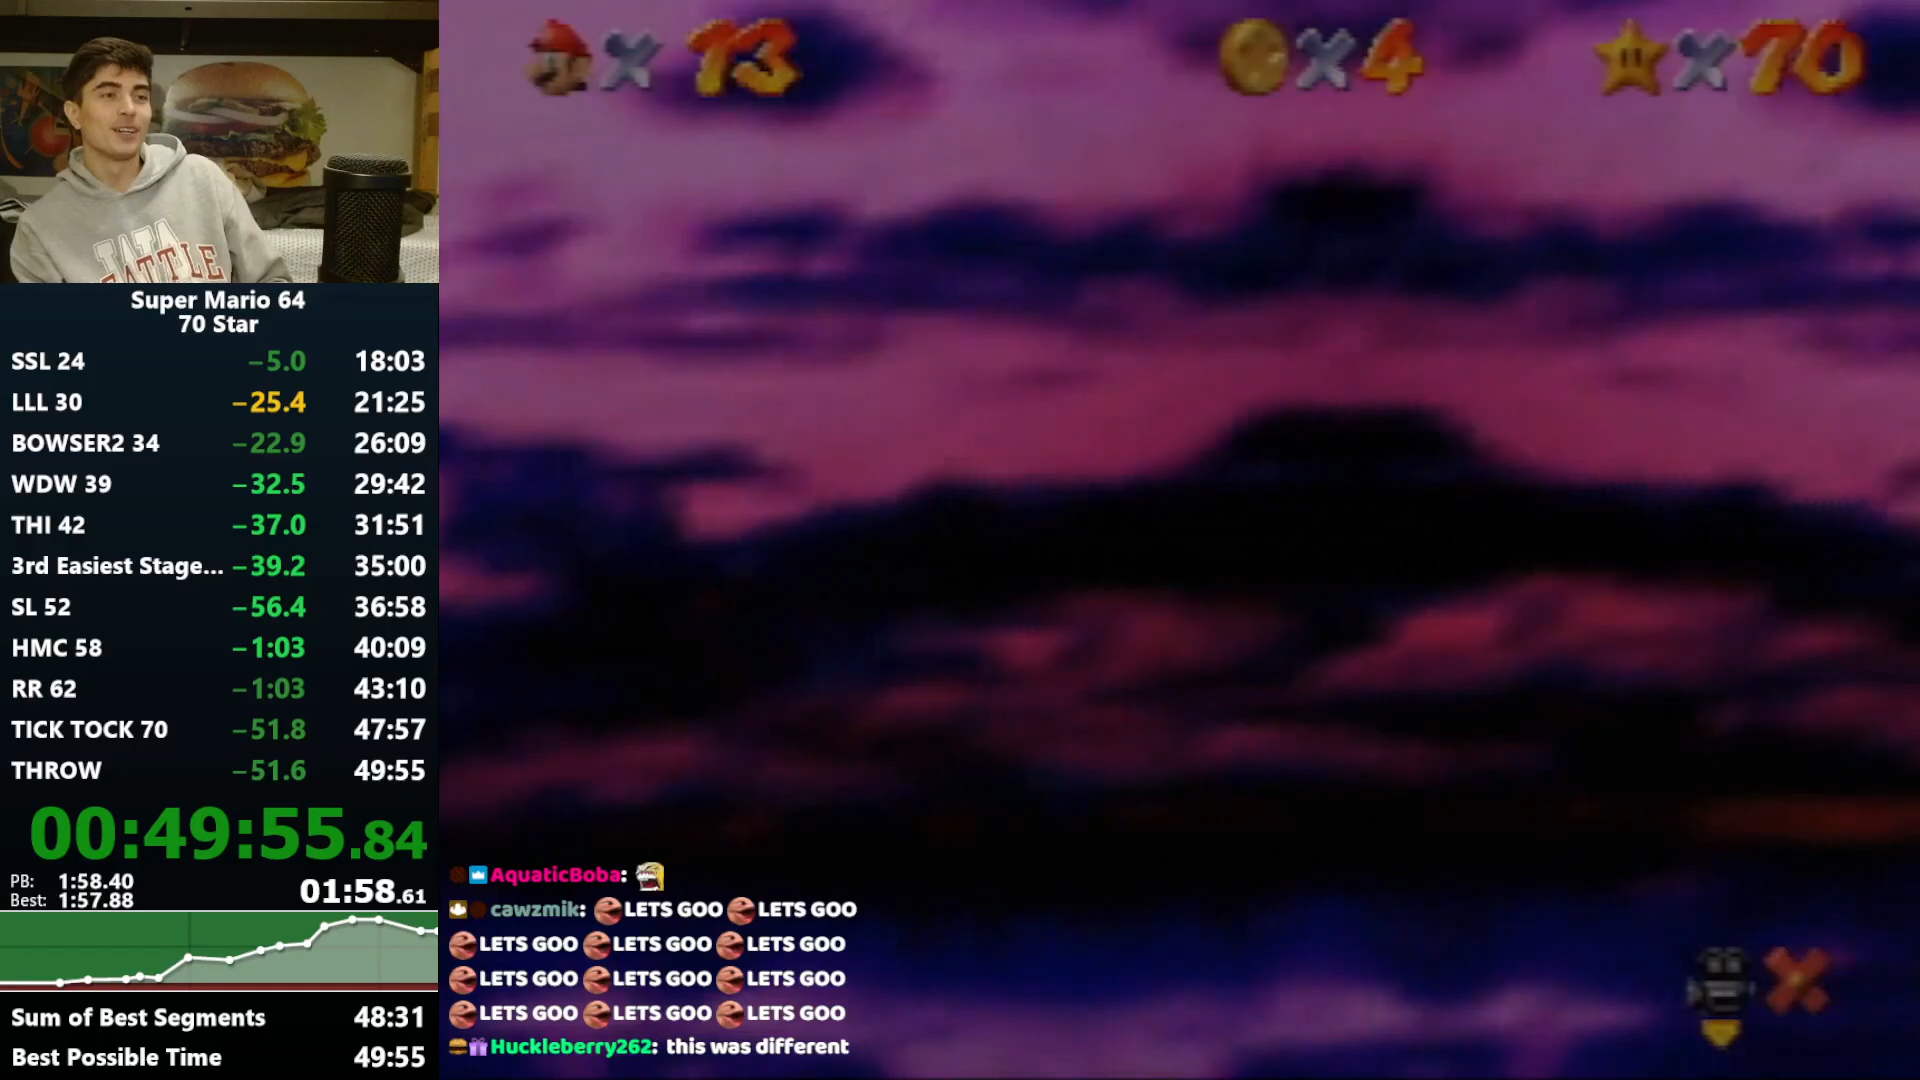 13
×4
×70
ATTLE
Super Mario 64
70 Star
SSL 24 −5.0 18:03
LLL 30 −25.4 21:25
BOWSER2 34 −22.9 26:09
WDW 39 −32.5 29:42
THI 42 −37.0 31:51
3rd Easiest Stage... −39.2 35:00
SL 52 −56.4 36:58
HMC 58 −1:03 40:09
RR 62 −1:03 43:10
TICK TOCK 70 −51.8 47:57
THROW −51.6 49:55
00:49:55.84
PB: 1:58.40
Best: 1:57.88
01:58.61
Sum of Best Segments 48:31
Best Possible Time 49:55
AquaticBoba:
cawzmik: LETS GOO LETS GOO
LETS GOO LETS GOO LETS GOO
LETS GOO LETS GOO LETS GOO
LETS GOO LETS GOO LETS GOO
Huckleberry262: this was different